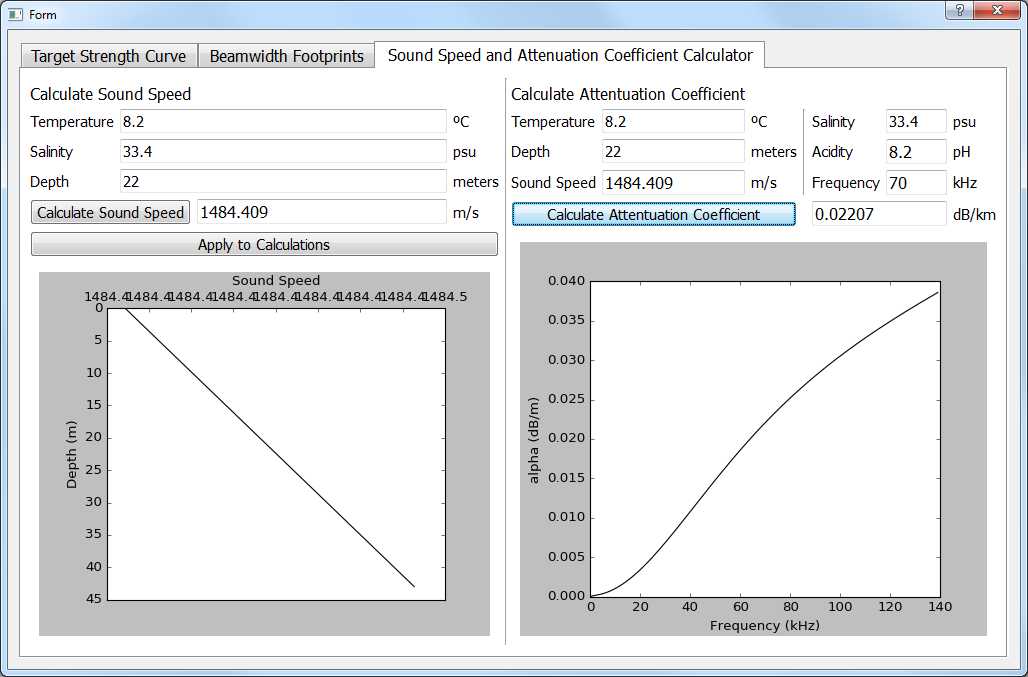 Form
Target Strength Curve
Beamwidth Footprints
Sound Speed and Attenuation Coefficient Calculator
Calculate Sound Speed
Temperature 8.2 ºC
Salinity 33.4 psu
Depth 22 meters
Calculate Sound Speed 1484.409 m/s
Apply to Calculations
Sound Speed
1484.4 1484.4 1484.4 1484.4 1484.4 1484.4 1484.4 1484.4 1484.5
0
5
10
15
20
25
30
35
40
45
Depth (m)
Calculate Attentuation Coefficient
Temperature 8.2 ºC
Depth 22 meters
Sound Speed 1484.409 m/s
Salinity 33.4 psu
Acidity 8.2 pH
Frequency 70 kHz
Calculate Attentuation Coefficient 0.02207 dB/km
0.040
0.035
0.030
0.025
0.020
0.015
0.010
0.005
0.000
alpha (dB/m)
0 20 40 60 80 100 120 140
Frequency (kHz)